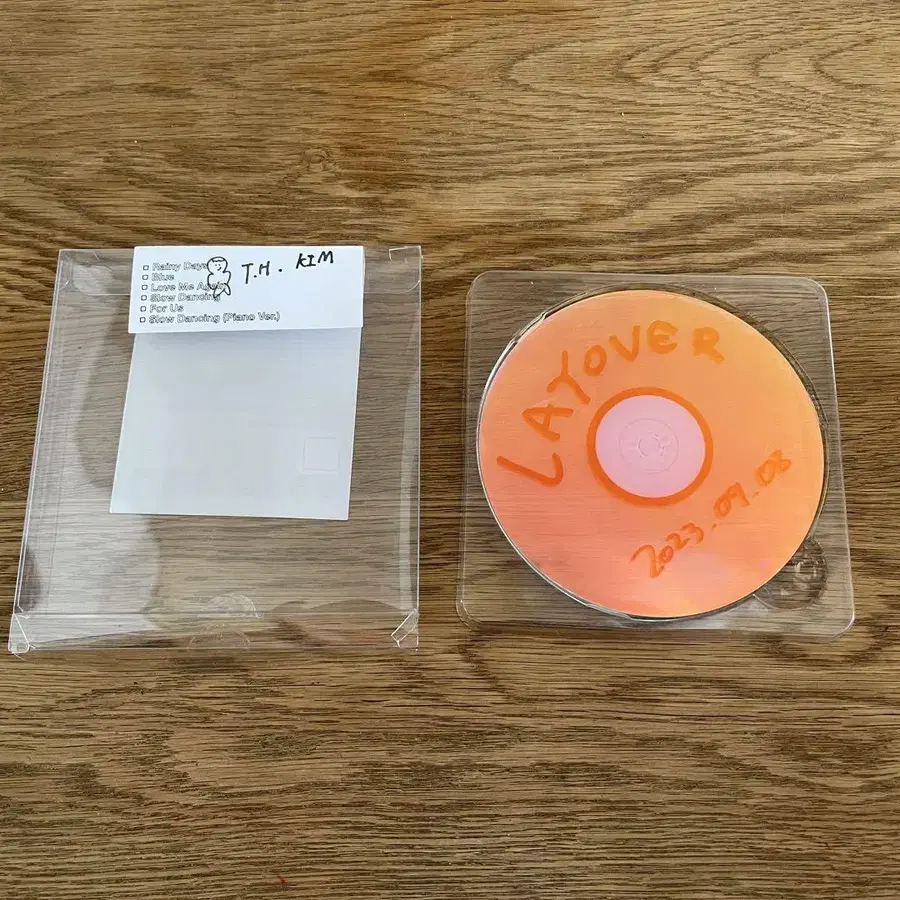 Rainy Days
Blue
Love Me Again
Slow Dancing
For Us
Slow Dancing (Piano Ver.)
T.H. KIM
LAYOVER
2023.09.08